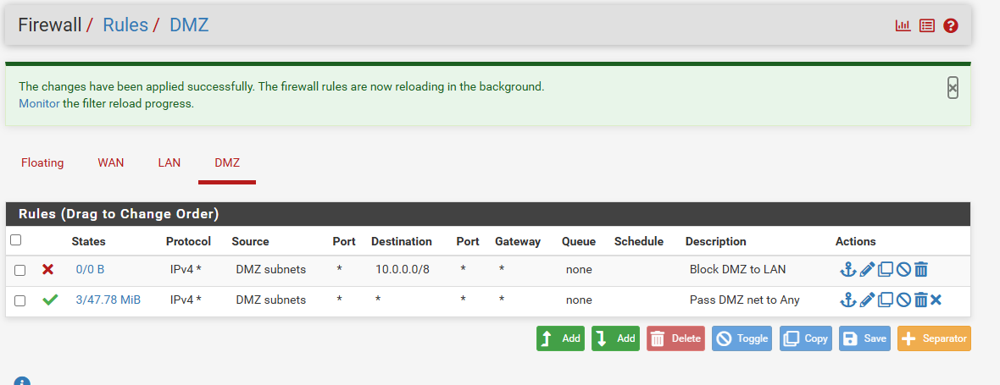 Firewall / Rules / DMZ
The changes have been applied successfully. The firewall rules are now reloading in the background.
Monitor the filter reload progress.
Floating WAN LAN DMZ
Rules (Drag to Change Order)
States Protocol Source Port Destination Port Gateway Queue Schedule Description Actions
0/0 B IPv4 * DMZ subnets * 10.0.0.0/8 * * none Block DMZ to LAN
3/47.78 MiB IPv4 * DMZ subnets * * * * none Pass DMZ net to Any
Add Add Delete Toggle Copy Save Separator